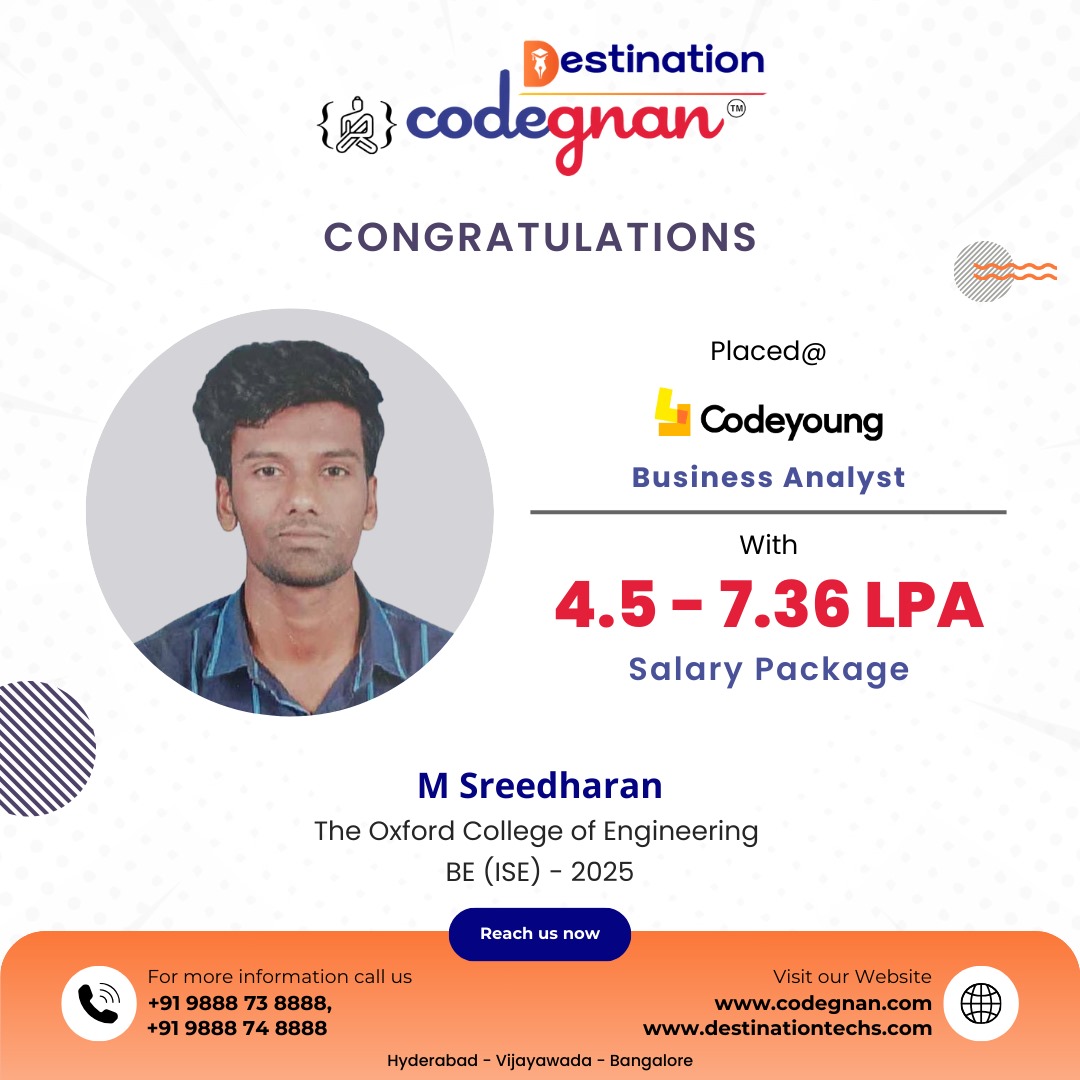 Destination
codegnan™
CONGRATULATIONS
Placed@
Codeyoung
Business Analyst
With
4.5 - 7.36 LPA
Salary Package
M Sreedharan
The Oxford College of Engineering
BE (ISE) - 2025
Reach us now
For more information call us
+91 9888 73 8888,
+91 9888 74 8888
Visit our Website
www.codegnan.com
www.destinationtechs.com
Hyderabad - Vijayawada - Bangalore